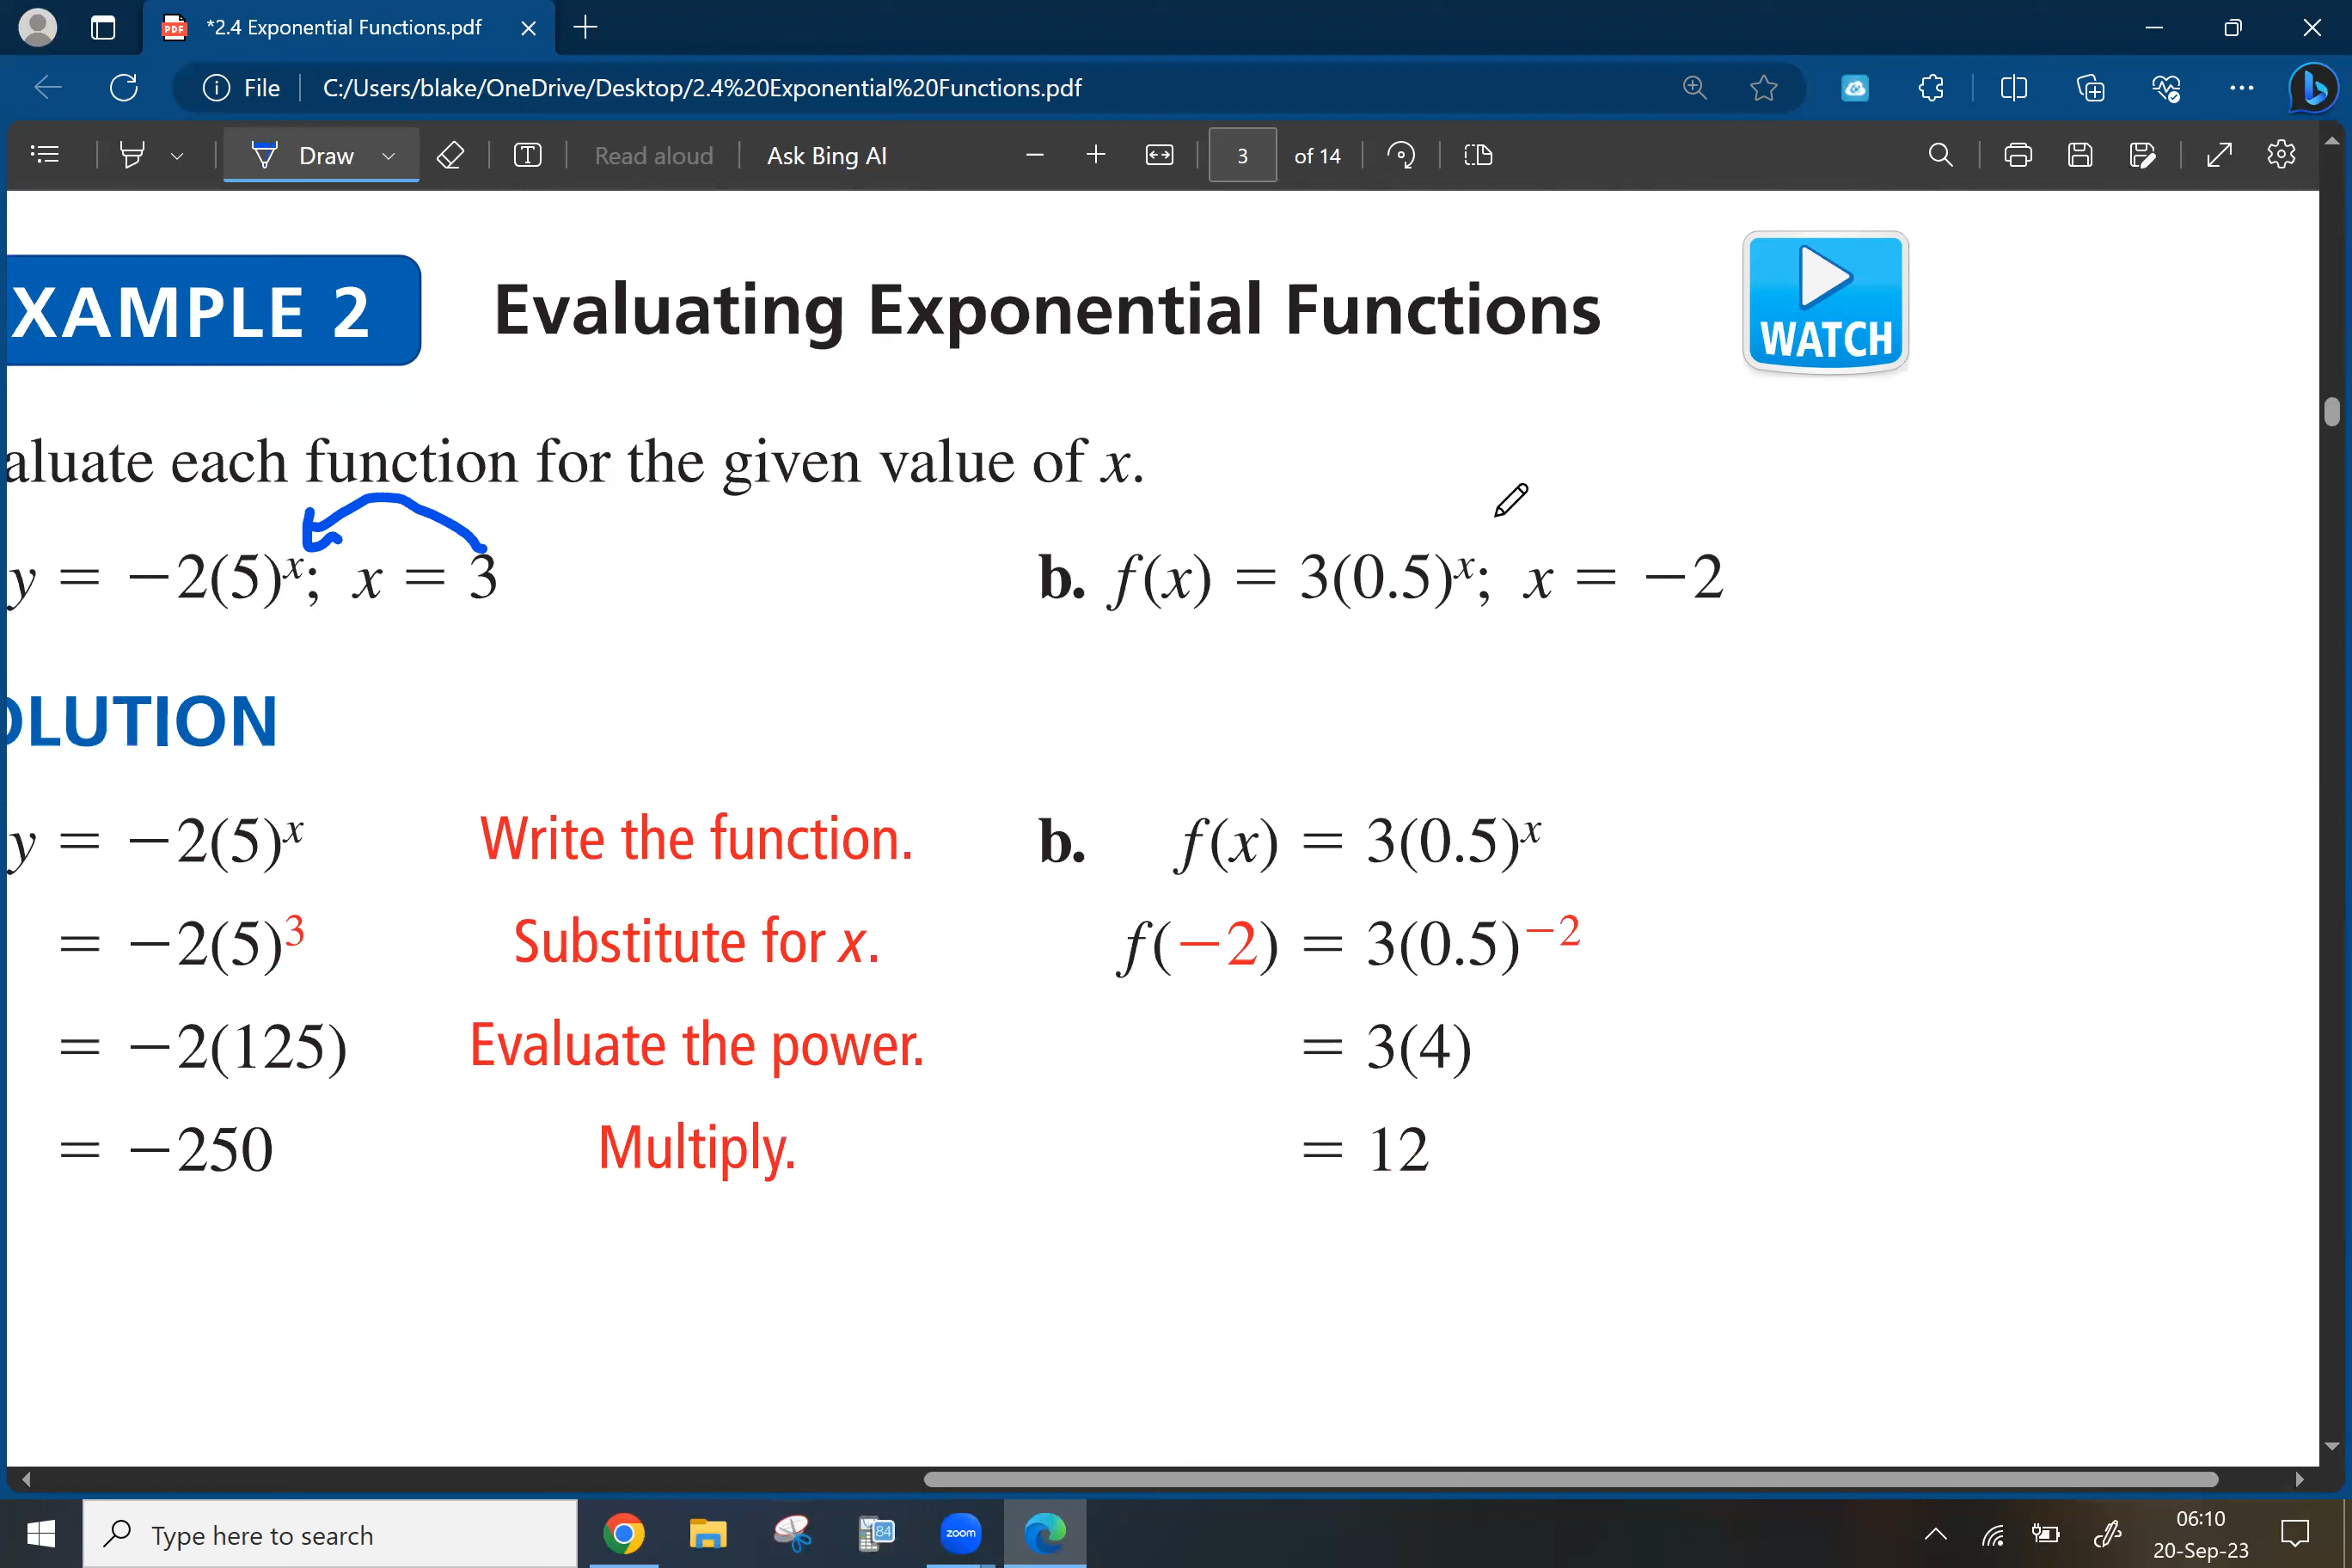 *2.4 Exponential Functions.pdf
File C:/Users/blake/OneDrive/Desktop/2.4%20Exponential%20Functions.pdf
Draw Read aloud Ask Bing AI 3 of 14
XAMPLE 2 Evaluating Exponential Functions WATCH
aluate each function for the given value of x.
y = −2(5)^x; x = 3 b. f(x) = 3(0.5)^x; x = −2
OLUTION
y = −2(5)^x Write the function. b. f(x) = 3(0.5)^x
= −2(5)^3 Substitute for x. f(−2) = 3(0.5)^−2
= −2(125) Evaluate the power. = 3(4)
= −250 Multiply. = 12
Type here to search 84 zoom 06:10
20-Sep-23